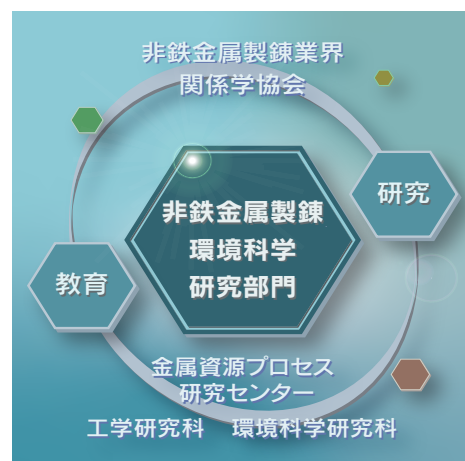 非鉄金属製錬業界
関係学協会
研究
非鉄金属製錬
環境科学
研究部門
教育
金属資源プロセス
研究センター
工学研究科 環境科学研究科